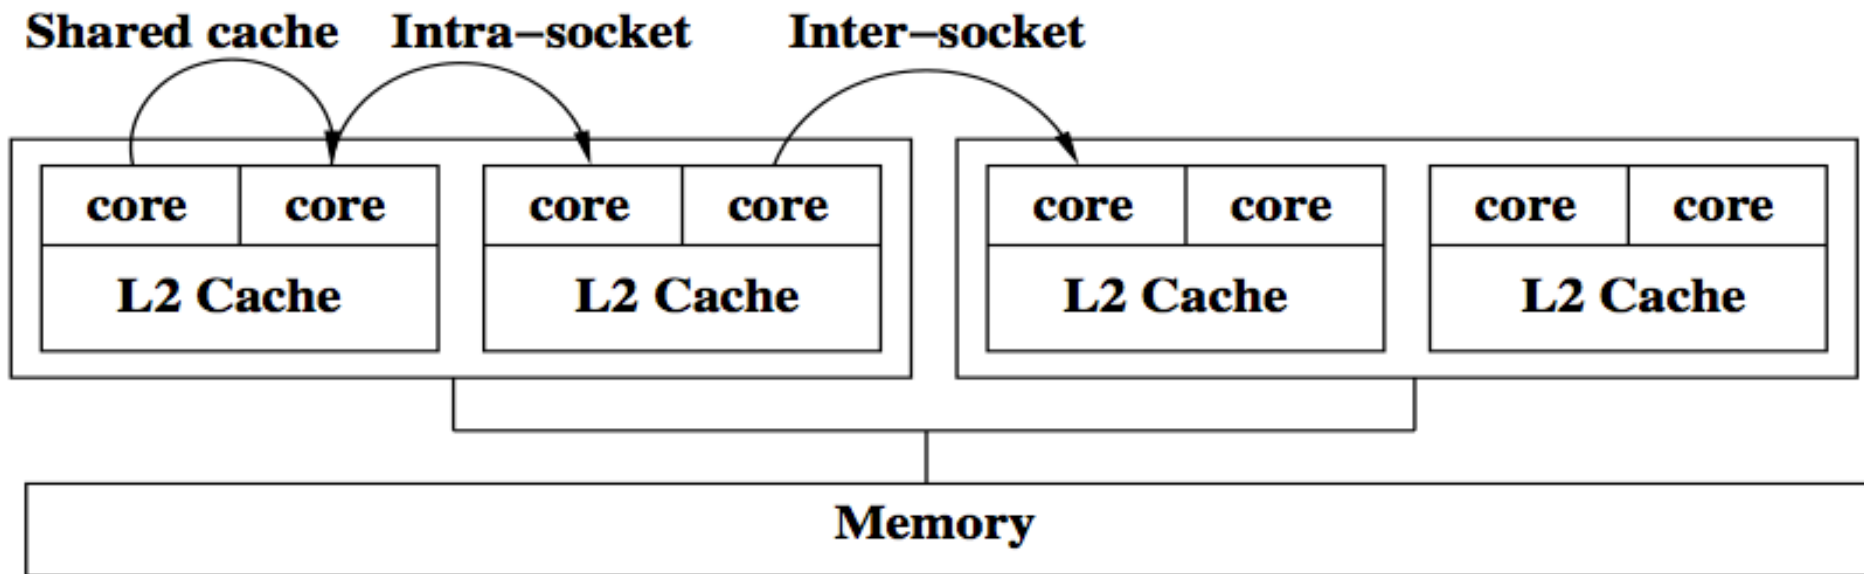 Shared cache Intra-socket Inter-socket
core core core core core core core core
L2 Cache L2 Cache L2 Cache L2 Cache
Memory